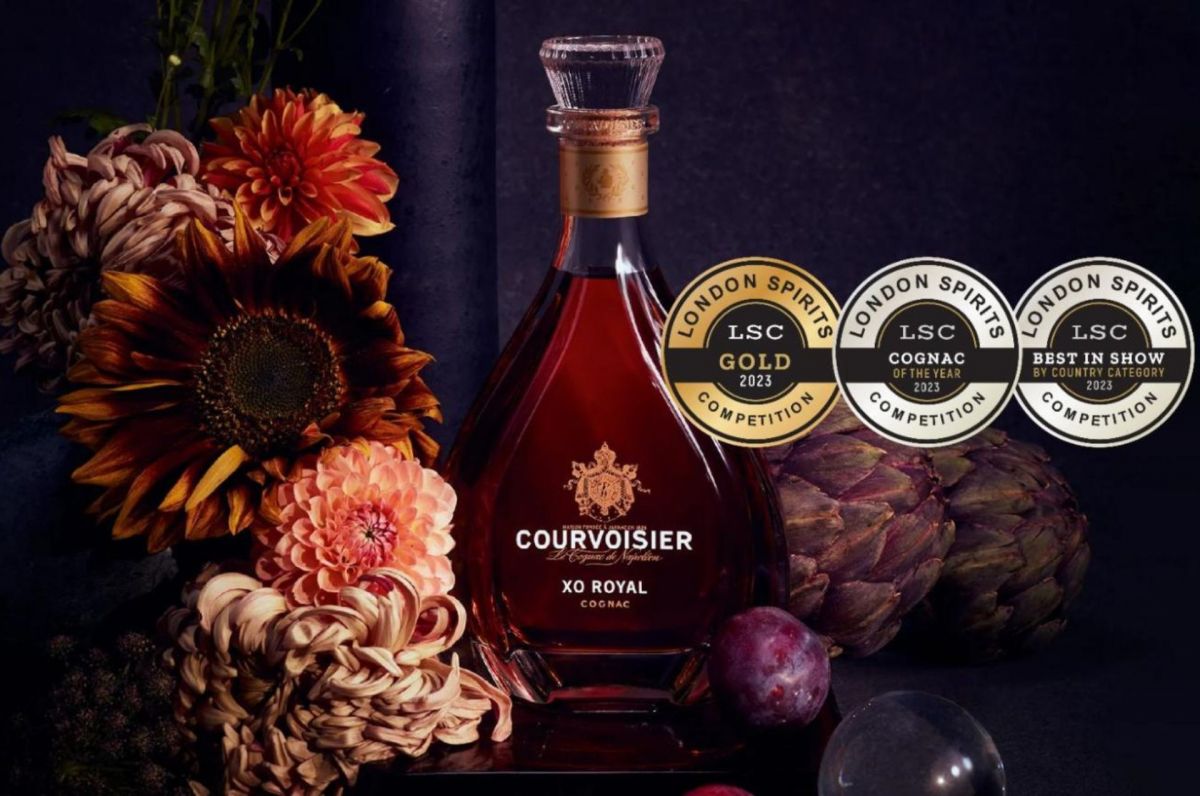 COURVOISIER
XO ROYAL
COGNAC
Le Cognac de Napoléon
LONDON SPIRITS
LSC
GOLD
2023
COMPETITION
LONDON SPIRITS
LSC
COGNAC
OF THE YEAR
2023
COMPETITION
LONDON SPIRITS
LSC
BEST IN SHOW
BY COUNTRY CATEGORY
2023
COMPETITION